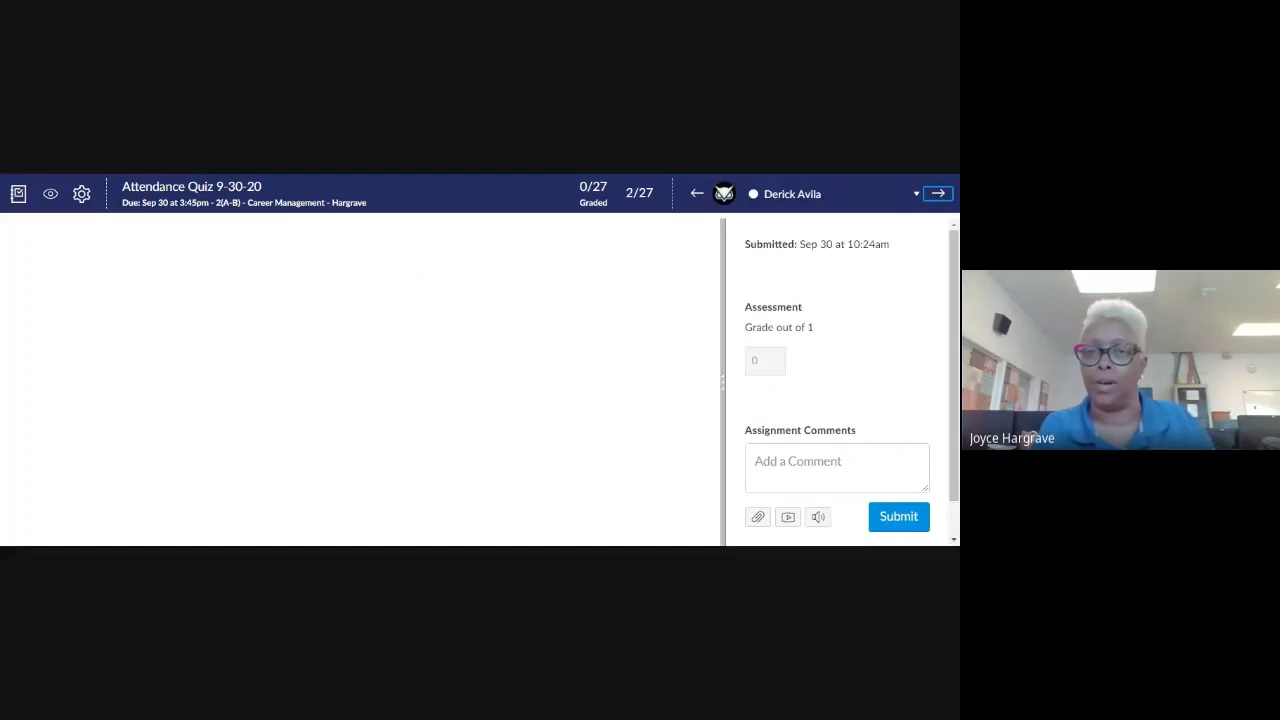 Attendance Quiz 9-30-20
Due: Sep 30 at 3:45pm - 2(A-B) - Career Management - Hargrave
0/27
Graded
2/27
Derick Avila
Submitted: Sep 30 at 10:24am
Assessment
Grade out of 1
0
Assignment Comments
Add a Comment
Submit
Joyce Hargrave